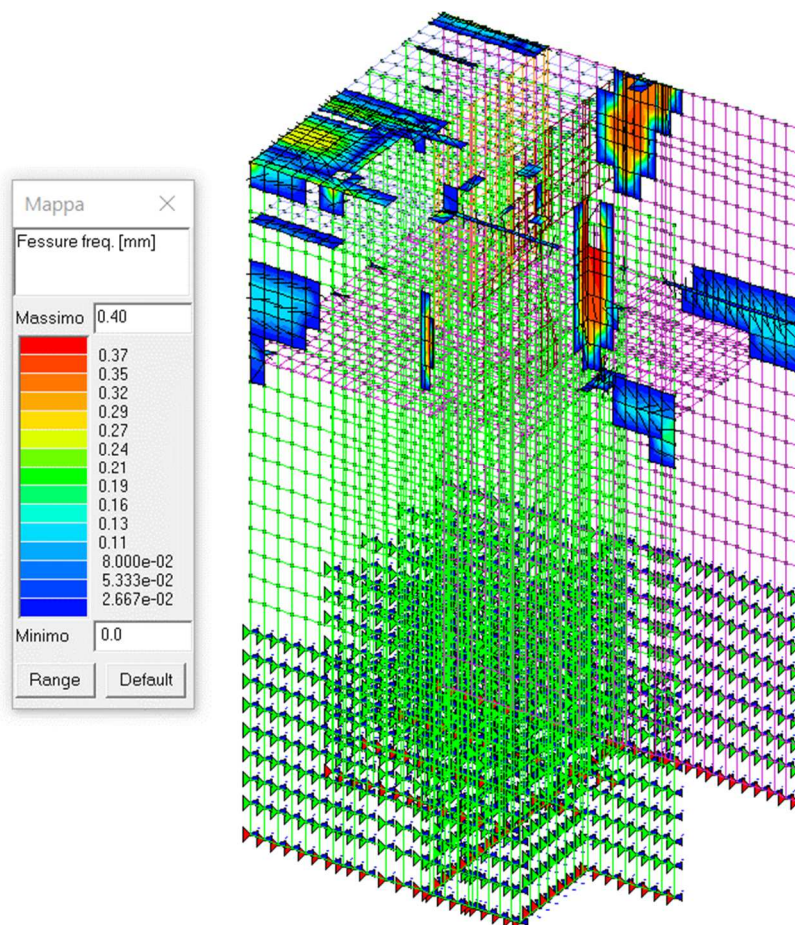 Mappa
Fessure freq. [mm]
Massimo 0.40
0.37
0.35
0.32
0.29
0.27
0.24
0.21
0.19
0.16
0.13
0.11
8.000e-02
5.333e-02
2.667e-02
Minimo 0.0
Range Default